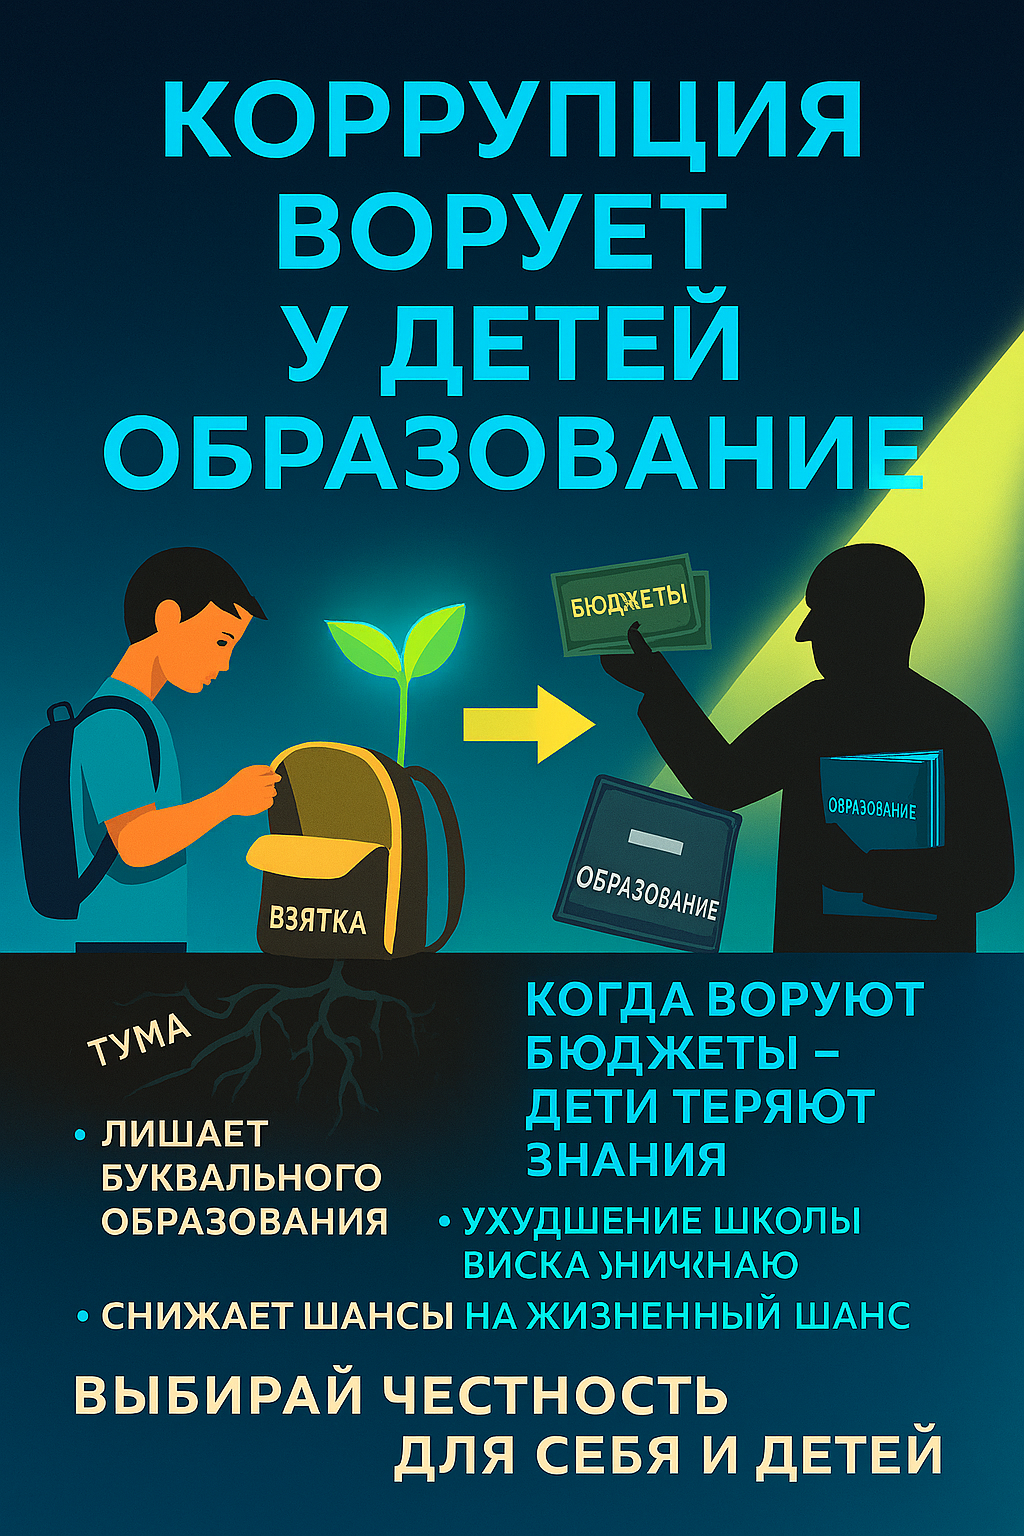 КОРРУПЦИЯ
ВОРУЕТ
У ДЕТЕЙ
ОБРАЗОВАНИЕ
БЮДЖЕТЫ
ОБРАЗОВАНИЕ
ОБРАЗОВАНИЕ
ВЗЯТКА
ТУМА
КОГДА ВОРУЮТ
БЮДЖЕТЫ –
ДЕТИ ТЕРЯЮТ
ЗНАНИЯ
• ЛИШАЕТ
БУКВАЛЬНОГО
ОБРАЗОВАНИЯ
• УХУДШЕНИЕ ШКОЛЫ
ВИСКА
• СНИЖАЕТ ШАНСЫ НА ЖИЗНЕННЫЙ ШАНС
ВЫБИРАЙ ЧЕСТНОСТЬ
ДЛЯ СЕБЯ И ДЕТЕЙ